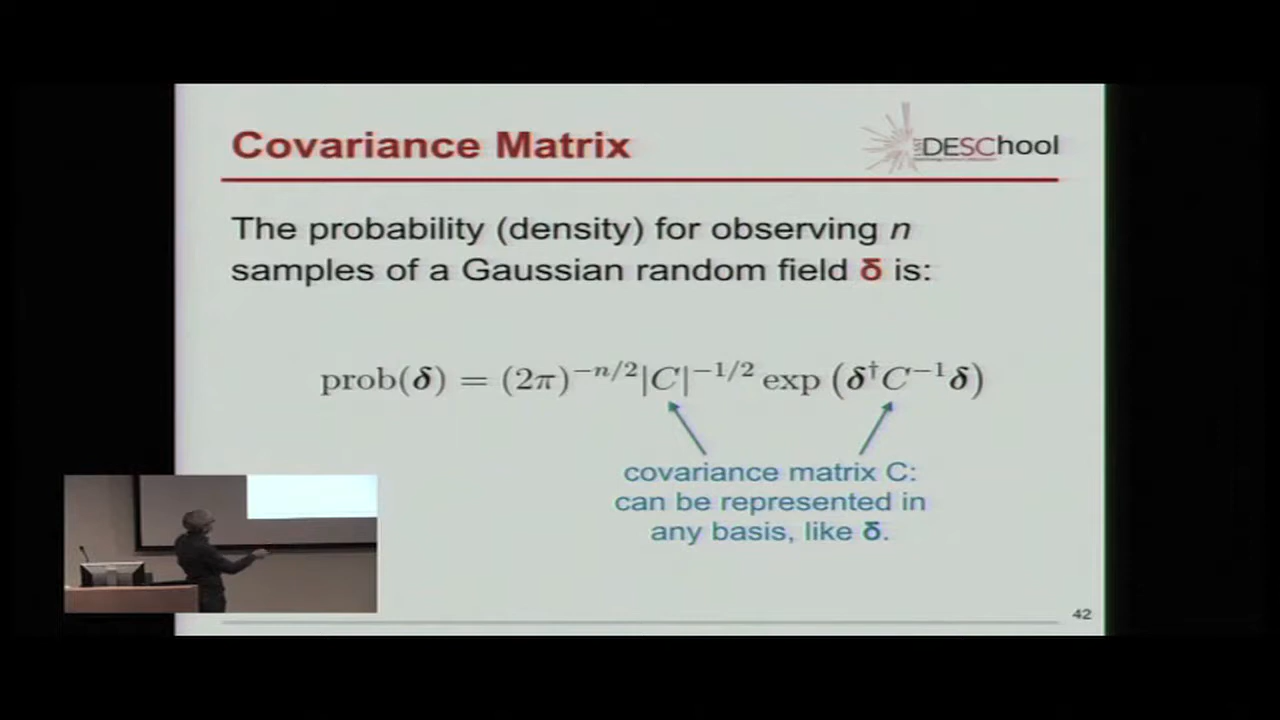 Covariance Matrix
DESChool
The probability (density) for observing n
samples of a Gaussian random field δ is:
prob(δ) = (2π)^{-n/2}|C|^{-1/2} exp (δ†C^{-1}δ)
covariance matrix C:
can be represented in
any basis, like δ.
42